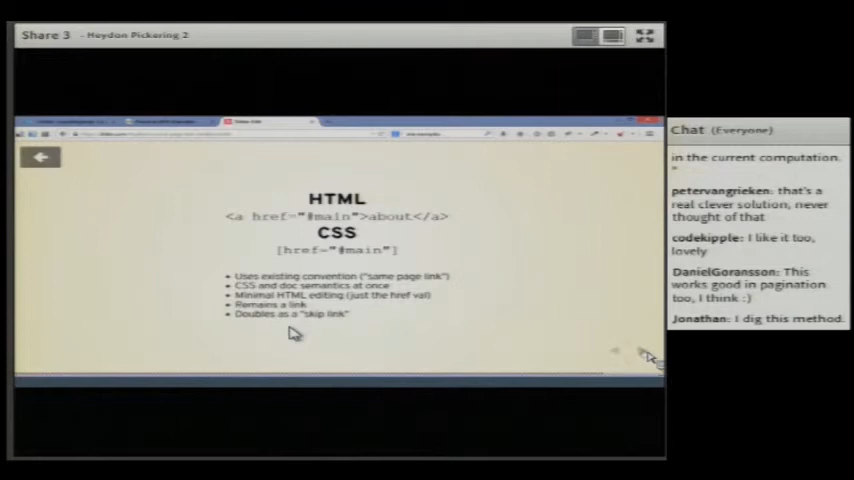 Share 3 - Heydon Pickering 2
HTML
<a href="#main">about</a>
CSS
[href="#main"]
• Uses existing convention ("same page link")
• CSS and doc semantics at once
• Minimal HTML editing (just the href val)
• Remains a link
• Doubles as a "skip link"
Chat (Everyone)
in the current computation.
"
petervangrieken: that's a
real clever solution, never
thought of that
codekipple: I like it too,
lovely
DanielGoransson: This
works good in pagination
too, I think :)
Jonathan: I dig this method.